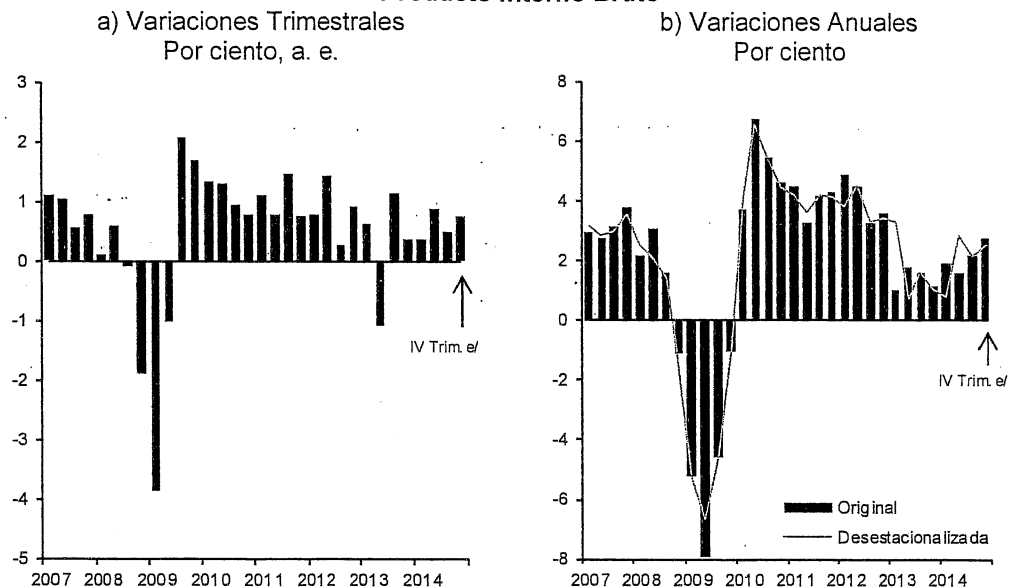 Producto Interno Bruto
a) Variaciones Trimestrales
Por ciento, a. e.
3
2
1
0
-1
-2
-3
-4
-5
IV Trim. e/
2007 2008 2009 2010 2011 2012 2013 2014
b) Variaciones Anuales
Por ciento
8
6
4
2
0
-2
-4
-6
-8
IV Trim. e/
Original
Desestacionalizada
2007 2008 2009 2010 2011 2012 2013 2014